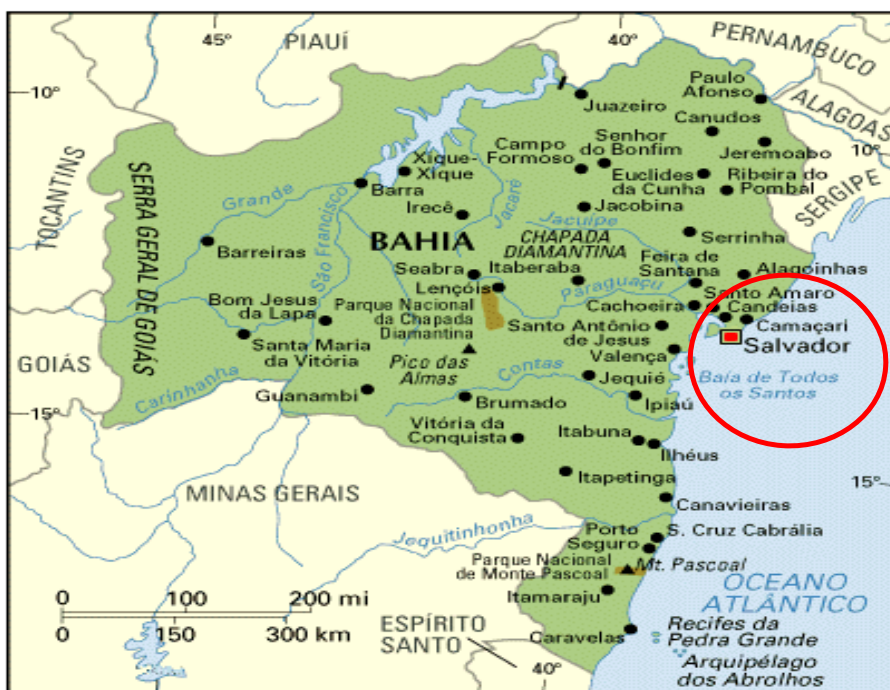 45°
PIAUÍ
40°
PERNAMBUCO
10°
Paulo
Afonso
ALAGOAS
Juazeiro
Canudos
Campo
Formoso
Senhor
do Bonfim
Jeremoabo
10°
TOCANTINS
SERRA GERAL DE GOIÁS
Xique-
Xique
Euclides
da Cunha
Ribeira do
Pombal
SERGIPE
Grande
Barra
Irecê
Jacaré
Jacobina
São Francisco
Jacuípe
BAHIA
CHAPADA
DIAMANTINA
Serrinha
Barreiras
Seabra
Itaberaba
Feira de
Santana
Alagoinhas
Lençóis
Paraguaçu
Santo Amaro
Bom Jesus
da Lapa
Parque Nacional
da Chapada
Diamantina
Cachoeira
Candeias
Santo Antônio
de Jesus
Camaçari
Santa Maria
da Vitória
Salvador
GOIÁS
Pico das
Almas
Valença
Contas
Jequié
Baía de Todos
os Santos
Carinhanha
Guanambi
Brumado
Ipiaú
15°
Vitória da
Conquista
Itabuna
Ilhéus
Itapetinga
15°
MINAS GERAIS
Canavieiras
Jequitinhonha
Porto
Seguro
S. Cruz Cabrália
Parque Nacional
de Monte Pascoal
Mt. Pascoal
OCEANO
ATLÂNTICO
0 100 200 mi
0 150 300 km
Itamaraju
ESPÍRITO
SANTO
Caravelas
Recifes da
Pedra Grande
40°
Arquipélago
dos Abrolhos